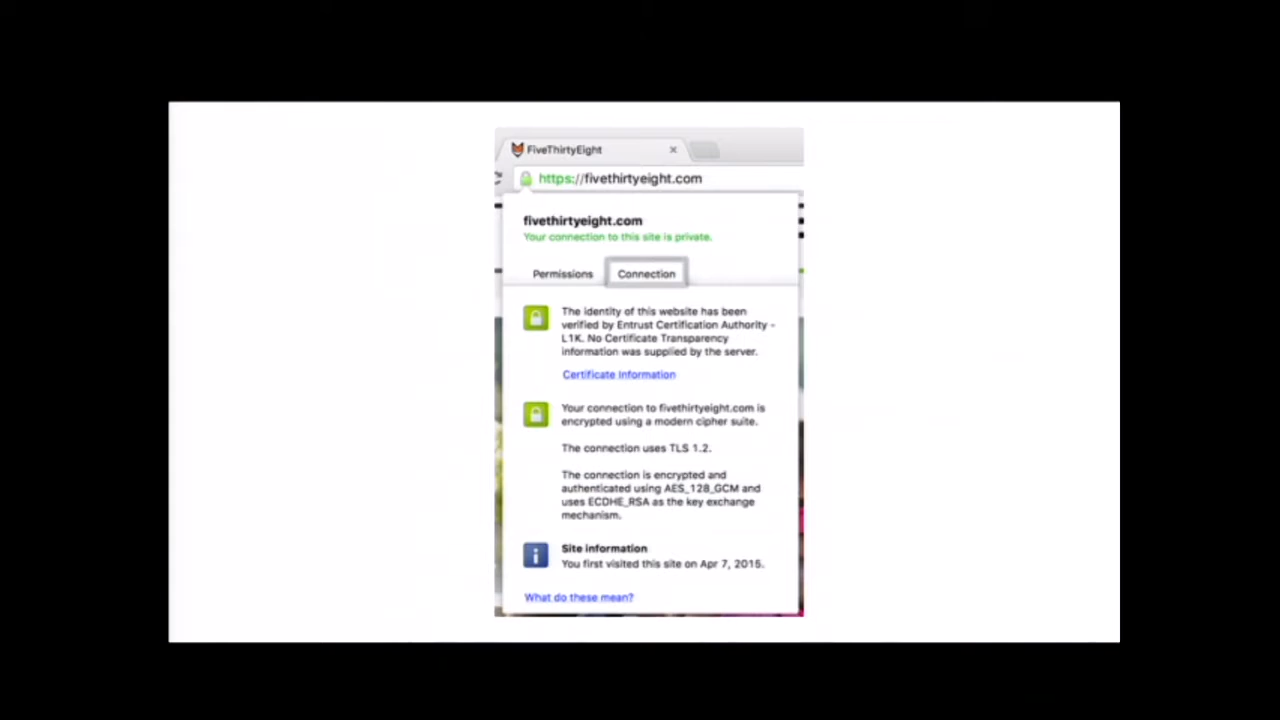 FiveThirtyEight
https://fivethirtyeight.com
fivethirtyeight.com
Your connection to this site is private.
Permissions Connection
The identity of this website has been
verified by Entrust Certification Authority -
L1K. No Certificate Transparency
information was supplied by the server.
Certificate Information
Your connection to fivethirtyeight.com is
encrypted using a modern cipher suite.
The connection uses TLS 1.2.
The connection is encrypted and
authenticated using AES_128_GCM and
uses ECDHE_RSA as the key exchange
mechanism.
Site information
You first visited this site on Apr 7, 2015.
What do these mean?